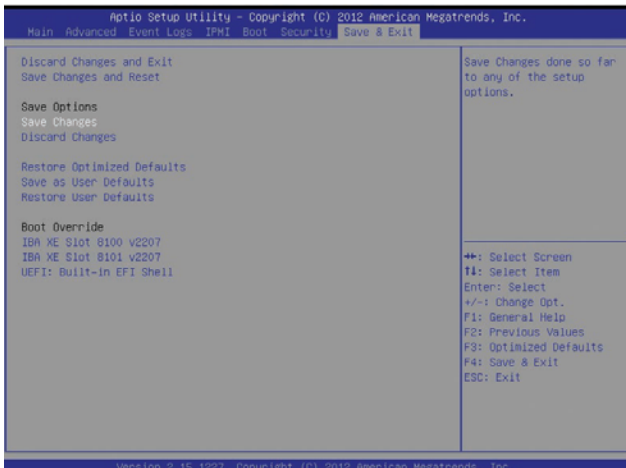 Aptio Setup Utility - Copyright (C) 2012 American Megatrends, Inc.
Main Advanced Event Logs IPMI Boot Security Save & Exit
Discard Changes and Exit
Save Changes and Reset
Save Options
Save Changes
Discard Changes
Restore Optimized Defaults
Save as User Defaults
Restore User Defaults
Boot Override
IBA XE Slot 8100 v2207
IBA XE Slot 8101 v2207
UEFI: Built-in EFI Shell
Save Changes done so far
to any of the setup
options.
→←: Select Screen
↑↓: Select Item
Enter: Select
+/-: Change Opt.
F1: General Help
F2: Previous Values
F3: Optimized Defaults
F4: Save & Exit
ESC: Exit
Version 2.15.1227. Copyright (C) 2012 American Megatrends, Inc.